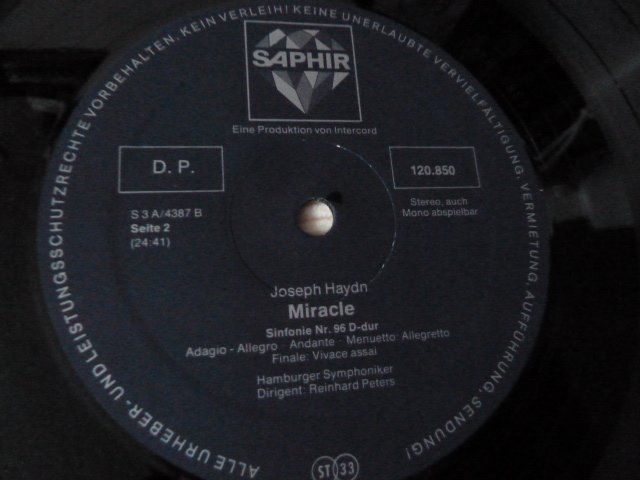 ALLE URHEBER- UND LEISTUNGSSCHUTZRECHTE VORBEHALTEN. KEIN VERLEIH! KEINE UNERLAUBTE VERVIELFÄLTIGUNG, VERMIETUNG, AUFFÜHRUNG, SENDUNG!
SAPHIR
Eine Produktion von Intercord
D. P.
120.850
S 3 A/4387 B
Seite 2
(24:41)
Stereo, auch
Mono abspielbar
Joseph Haydn
Miracle
Sinfonie Nr. 96 D-dur
Adagio - Allegro · Andante · Menuetto: Allegretto
Finale: Vivace assai
Hamburger Symphoniker
Dirigent: Reinhard Peters
ST 33